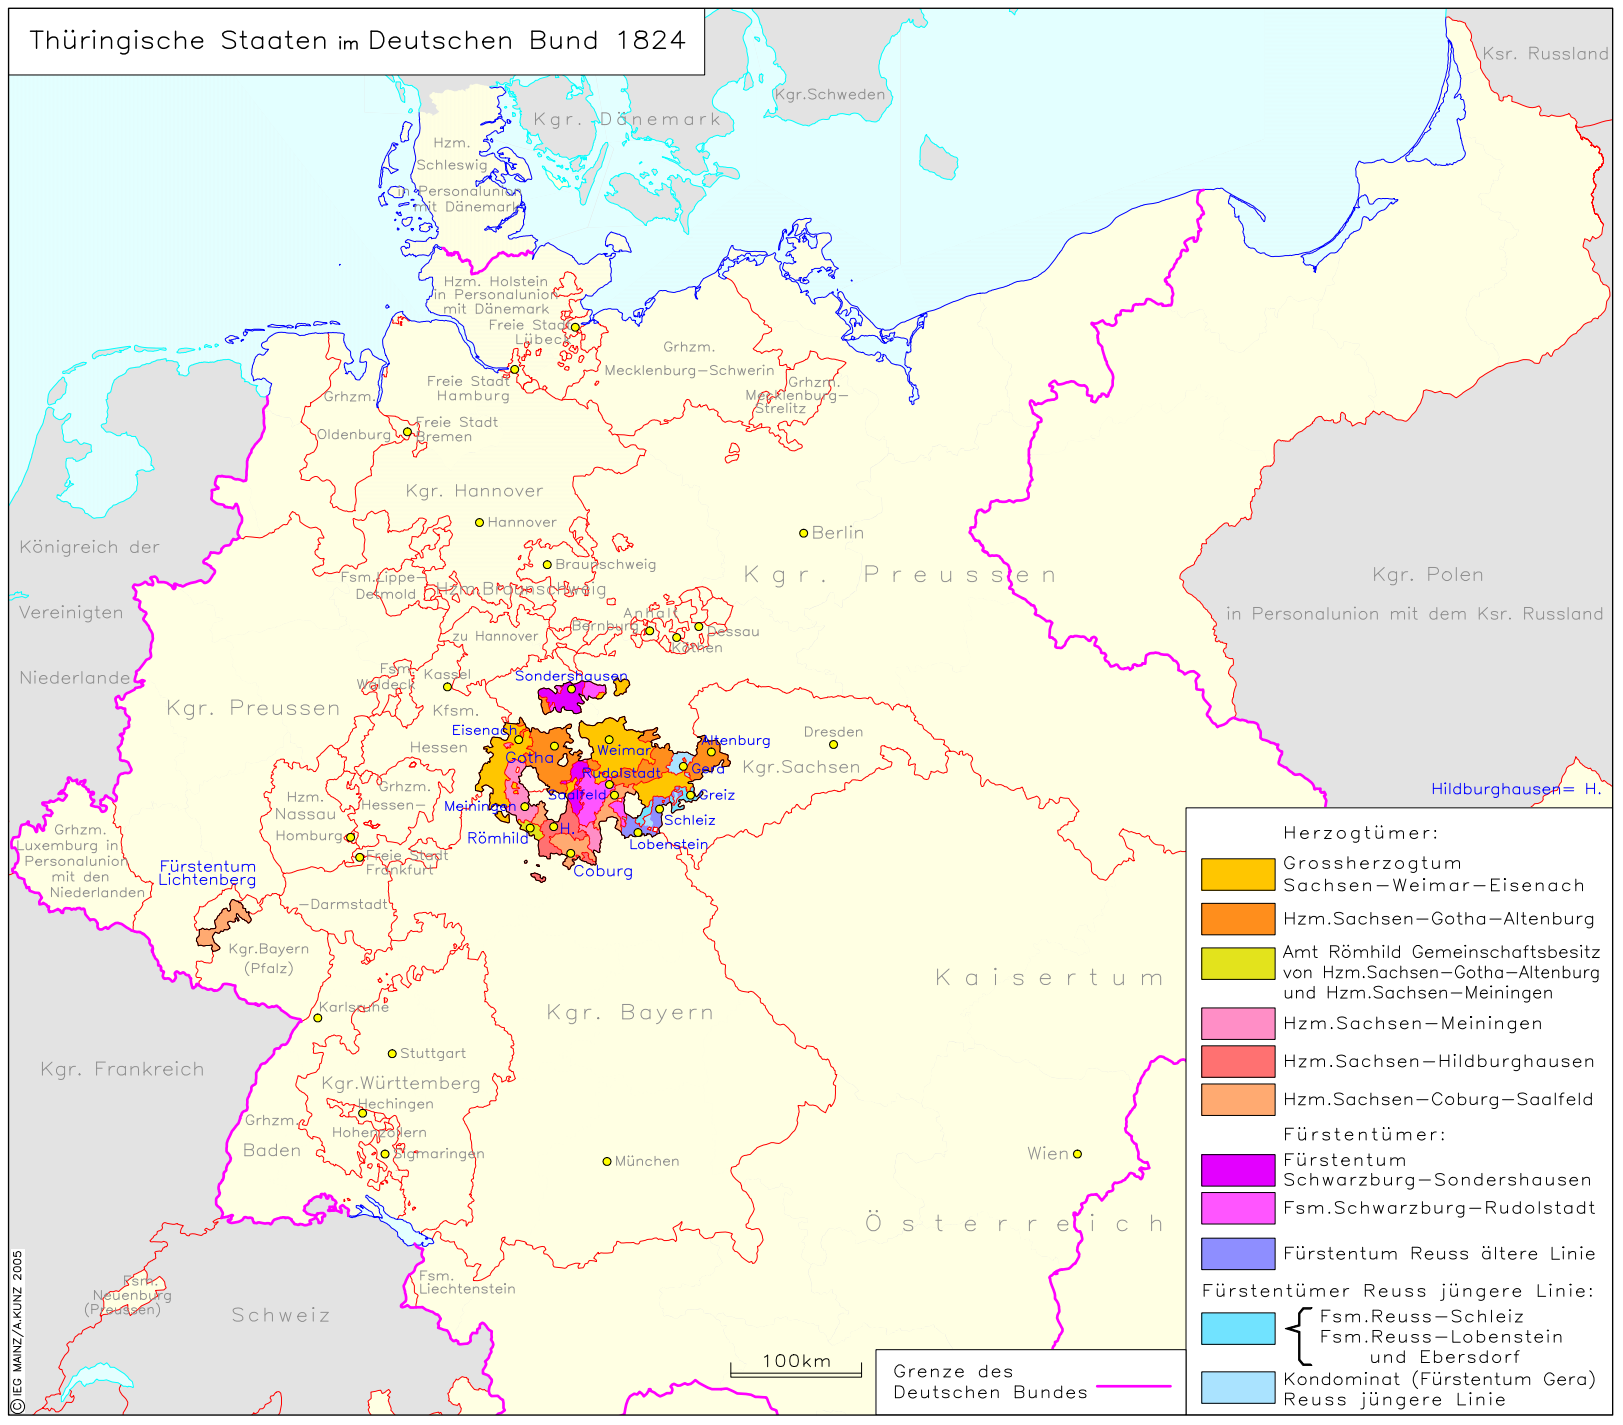 Thüringische Staaten im Deutschen Bund 1824
Ksr. Russland
Kgr.Schweden
Kgr. Dänemark
Hzm.
Schleswig
in Personalunion
mit Dänemark
Hzm. Holstein
in Personalunion
mit Dänemark
Freie Stadt
Lübeck
Grhzm.
Mecklenburg-Schwerin
Grhzm.
Mecklenburg-
Strelitz
Freie Stadt
Hamburg
Grhzm.
Oldenburg
Freie Stadt
Bremen
Kgr. Hannover
Hannover
Berlin
Königreich der
Vereinigten
Niederlande
Braunschweig
Kgr. Preussen
Kgr. Polen
in Personalunion mit dem Ksr. Russland
Fsm.Lippe-
Detmold
Hzm.Braunschweig
Anhalt
Bernburg
Dessau
Köthen
zu Hannover
Fsm.
Waldeck
Kassel
Sondershausen
Kgr. Preussen
Kfsm.
Hessen
Eisenach
Gotha
Weimar
Altenburg
Gera
Dresden
Kgr.Sachsen
Rudolstadt
Saalfeld
Greiz
Meiningen
Schleiz
Römhild
H.
Lobenstein
Coburg
Hildburghausen= H.
Grhzm.
Hessen-
Hzm.
Nassau
Homburg
Freie Stadt
Frankfurt
-Darmstadt
Grhzm.
Luxemburg in
Personalunion
mit den
Niederlanden
Fürstentum
Lichtenberg
Kgr.Bayern
(Pfalz)
Kaisertum
Kgr. Bayern
Karlsruhe
Stuttgart
Kgr. Frankreich
Kgr.Württemberg
Hechingen
Grhzm.
Baden
Hohenzollern
Sigmaringen
München
Wien
Österreich
Fsm.
Liechtenstein
Fsm.
Neuenburg
(Preussen)
Schweiz
100km
Grenze des
Deutschen Bundes
Herzogtümer:
Grossherzogtum
Sachsen-Weimar-Eisenach
Hzm.Sachsen-Gotha-Altenburg
Amt Römhild Gemeinschaftsbesitz
von Hzm.Sachsen-Gotha-Altenburg
und Hzm.Sachsen-Meiningen
Hzm.Sachsen-Meiningen
Hzm.Sachsen-Hildburghausen
Hzm.Sachsen-Coburg-Saalfeld
Fürstentümer:
Fürstentum
Schwarzburg-Sondershausen
Fsm.Schwarzburg-Rudolstadt
Fürstentum Reuss ältere Linie
Fürstentümer Reuss jüngere Linie:
Fsm.Reuss-Schleiz
Fsm.Reuss-Lobenstein
und Ebersdorf
Kondominat (Fürstentum Gera)
Reuss jüngere Linie
© IEG MAINZ/A.KUNZ 2005